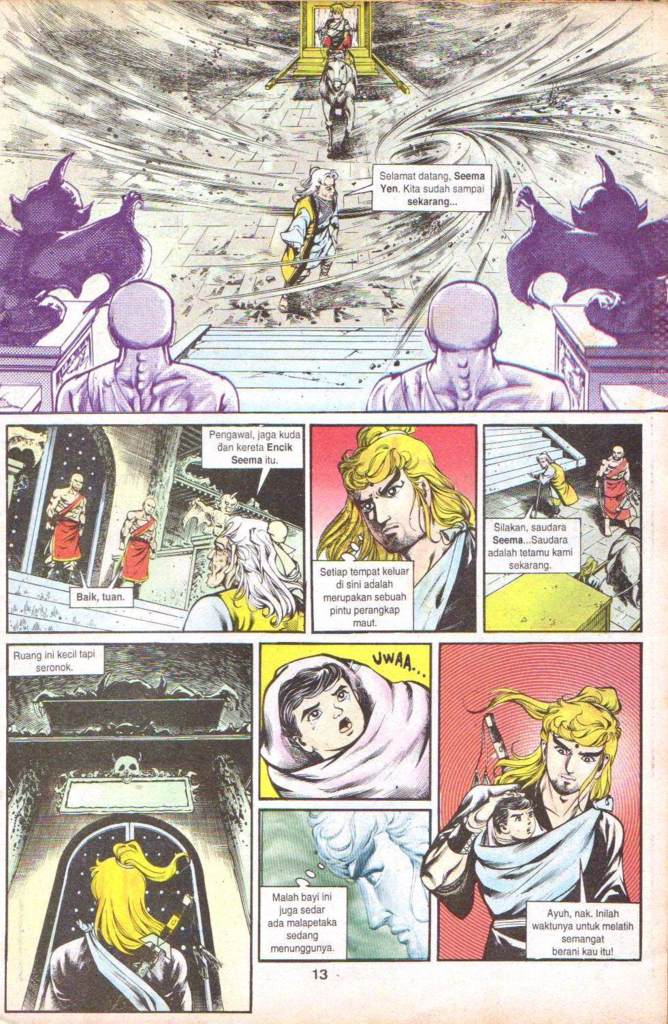 Selamat datang, Seema
Yen. Kita sudah sampai
sekarang...
Pengawal, jaga kuda
dan kereta Encik
Seema itu.
Baik, tuan.
Setiap tempat keluar
di sini adalah
merupakan sebuah
pintu perangkap
maut.
Silakan, saudara
Seema...Saudara
adalah tetamu kami
sekarang.
Ruang ini kecil tapi
seronok.
UWAA...
Malah bayi ini
juga sedar
ada malapetaka
sedang
menunggunya.
Ayuh, nak. Inilah
waktunya untuk melatih
semangat
berani kau itu!
13